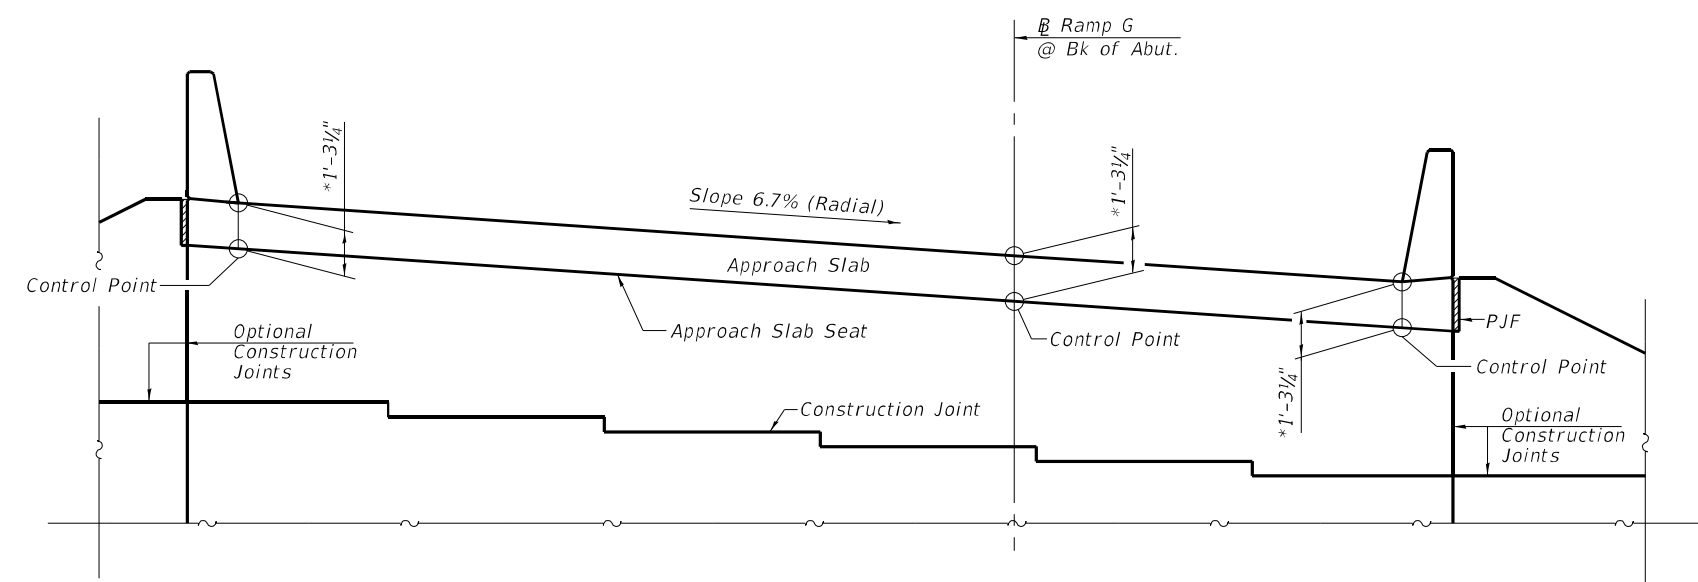 ℄ Ramp G
@ Bk of Abut.
*1'-3¼"
*1'-3¼"
Slope 6.7% (Radial)
Approach Slab
Control Point
Approach Slab Seat
PJF
Optional
Construction
Joints
Control Point
Control Point
*1'-3¼"
Construction Joint
Optional
Construction
Joints